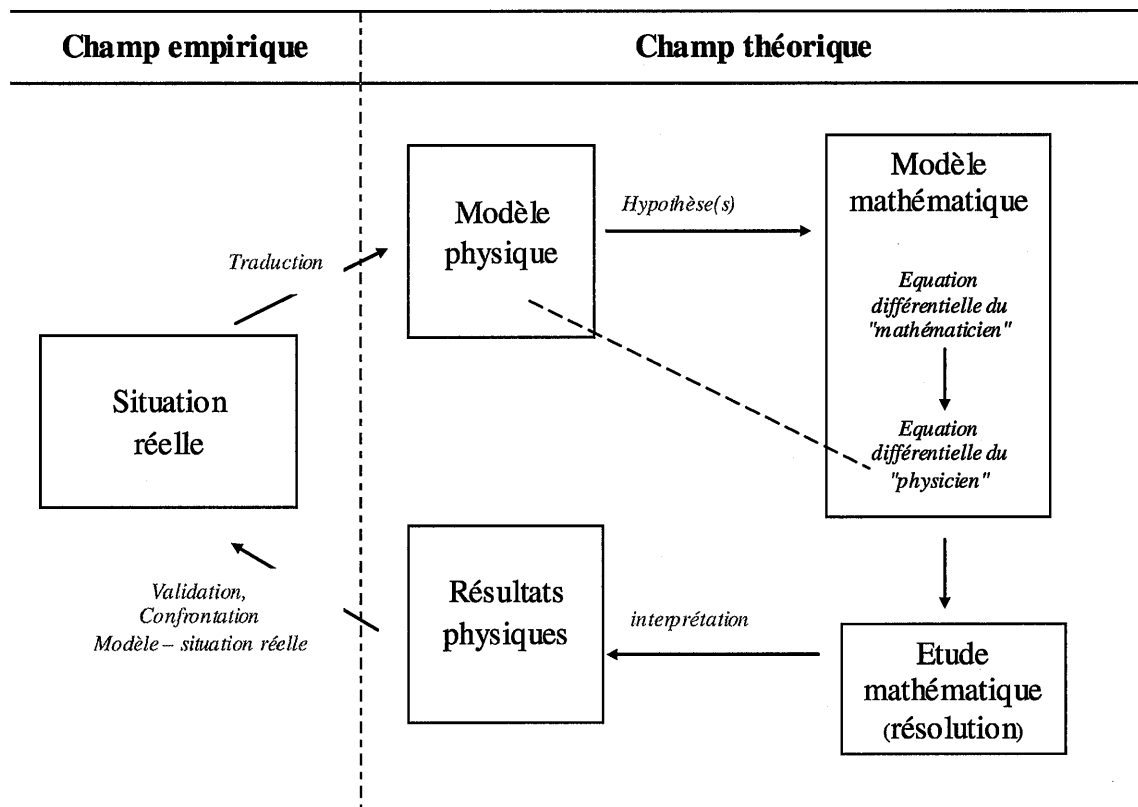 Champ empirique
Champ théorique
Modèle
physique
Hypothèse(s)
Modèle
mathématique
Equation
différentielle du
"mathématicien"
Equation
différentielle du
"physicien"
Traduction
Situation
réelle
Validation,
Confrontation
Modèle – situation réelle
Résultats
physiques
interprétation
Etude
mathématique
(résolution)